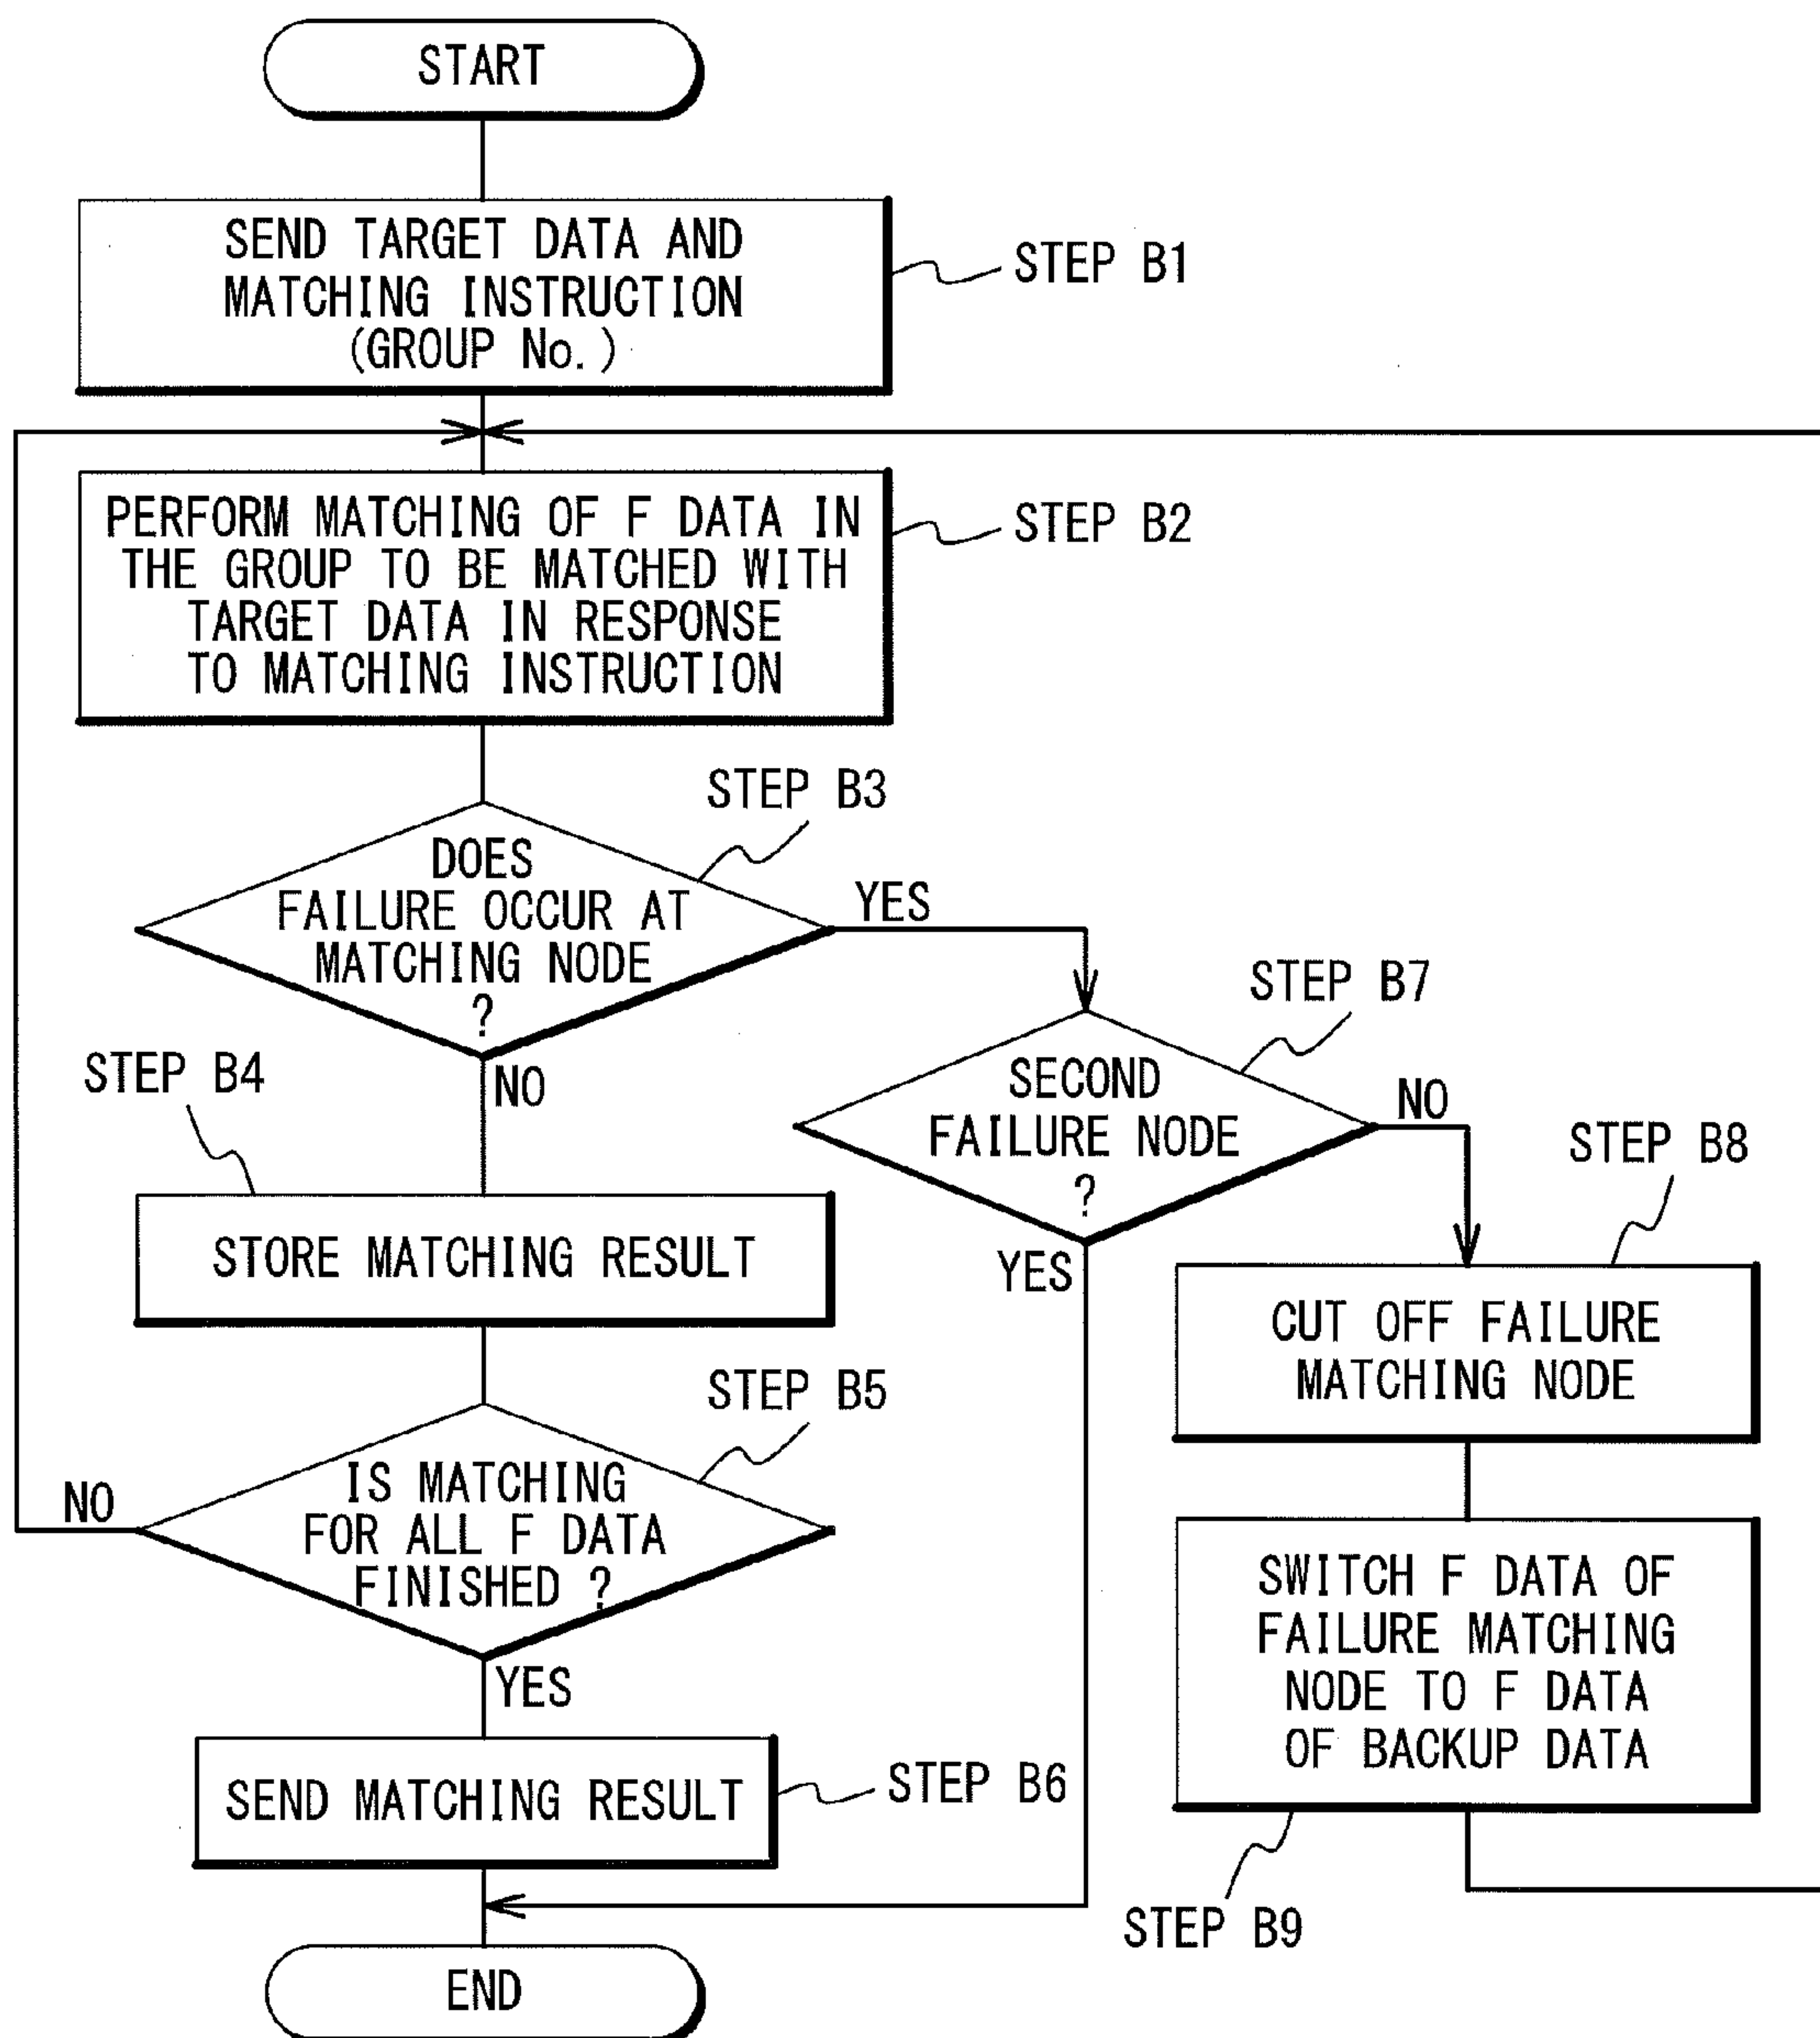 START
SEND TARGET DATA AND
MATCHING INSTRUCTION
(GROUP No.)
STEP B1
PERFORM MATCHING OF F DATA IN
THE GROUP TO BE MATCHED WITH
TARGET DATA IN RESPONSE
TO MATCHING INSTRUCTION
STEP B2
STEP B3
DOES
FAILURE OCCUR AT
MATCHING NODE
?
YES
NO
STEP B7
SECOND
FAILURE NODE
?
NO
YES
STEP B4
STORE MATCHING RESULT
STEP B8
CUT OFF FAILURE
MATCHING NODE
STEP B5
IS MATCHING
FOR ALL F DATA
FINISHED ?
NO
YES
SWITCH F DATA OF
FAILURE MATCHING
NODE TO F DATA
OF BACKUP DATA
STEP B9
SEND MATCHING RESULT
STEP B6
END